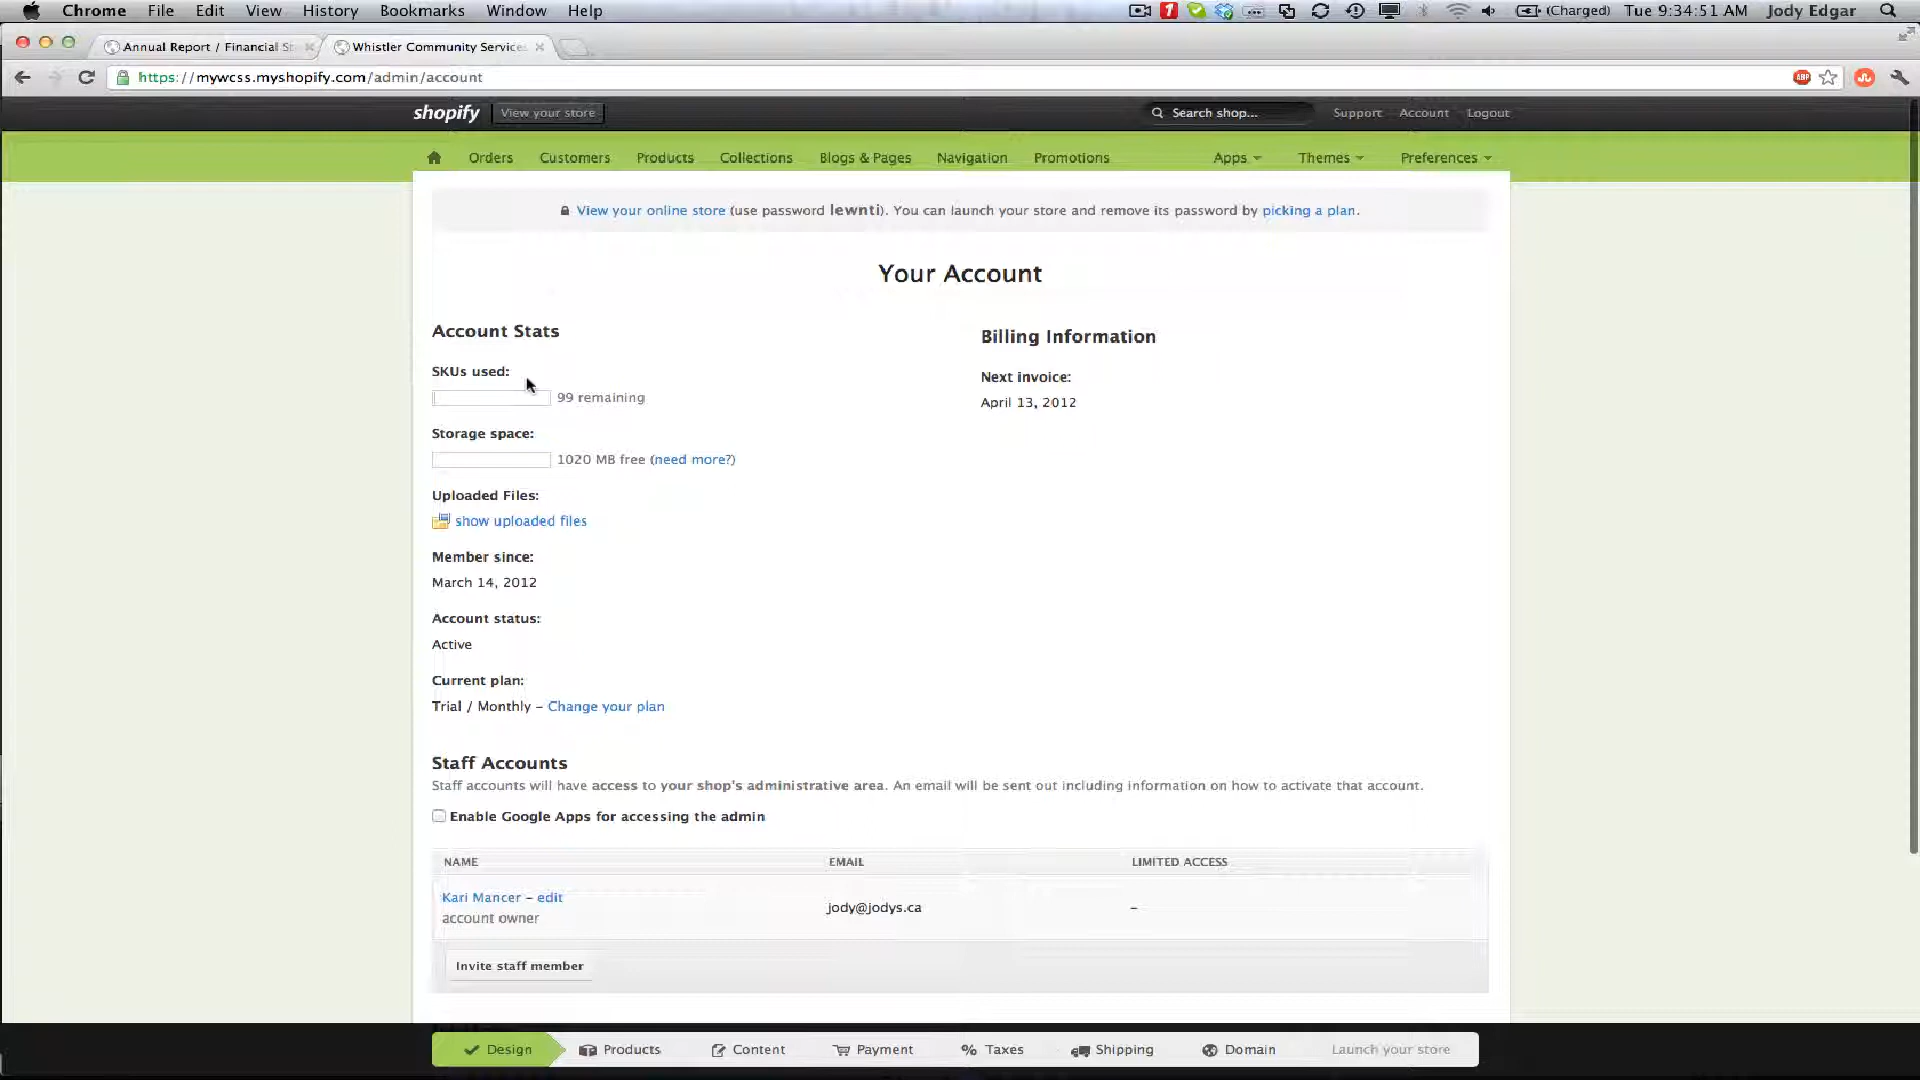 Chrome File Edit View History Bookmarks Window Help 1 (Charged) Tue 9:34:51 AM Jody Edgar
Annual Report / Financial St Whistler Community Services
https://mywcss.myshopify.com/admin/account ABP
shopify View your store Search shop... Support Account Logout
Orders Customers Products Collections Blogs & Pages Navigation Promotions Apps Themes Preferences
View your online store (use password lewnti). You can launch your store and remove its password by picking a plan.
Your Account
Account Stats
SKUs used:
99 remaining
Storage space:
1020 MB free (need more?)
Uploaded Files:
show uploaded files
Member since:
March 14, 2012
Account status:
Active
Current plan:
Trial / Monthly – Change your plan
Billing Information
Next invoice:
April 13, 2012
Staff Accounts
Staff accounts will have access to your shop's administrative area. An email will be sent out including information on how to activate that account.
Enable Google Apps for accessing the admin
NAME EMAIL LIMITED ACCESS
Kari Mancer – edit
account owner
jody@jodys.ca –
Invite staff member
Design Products Content Payment % Taxes Shipping Domain Launch your store